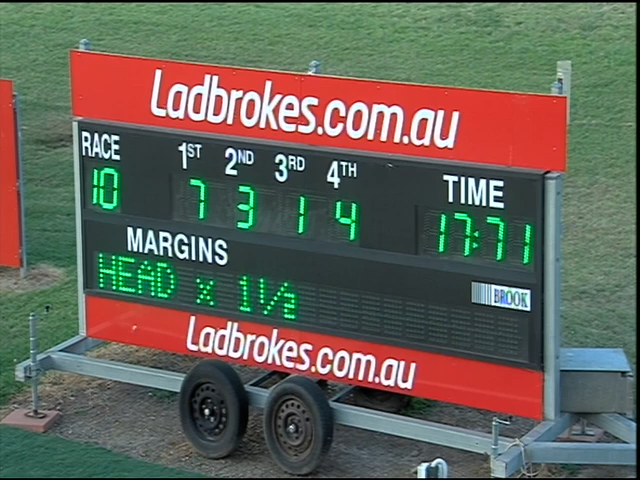 Ladbrokes.com.au
RACE 1ST 2ND 3RD 4TH TIME
10 7 3 1 4 17:71
MARGINS
HEAD x 1½
BROOK
Ladbrokes.com.au